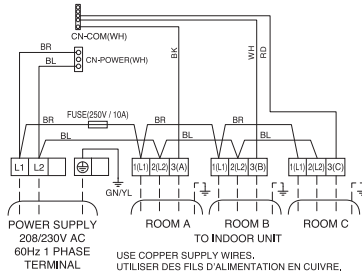 CN-COM(WH)
BR
CN-POWER(WH)
BL
BK
WH
RD
FUSE(250V / 10A)
BR
BR
BR
BL
BL
BL
L1
L2
1(L1)
2(L2)
3(A)
1(L1)
2(L2)
3(B)
1(L1)
2(L2)
3(C)
GN/YL
POWER SUPPLY
208/230V AC
60Hz 1 PHASE
TERMINAL
ROOM A
ROOM B
ROOM C
TO INDOOR UNIT
USE COPPER SUPPLY WIRES.
UTILISER DES FILS D'ALIMENTATION EN CUIVRE.